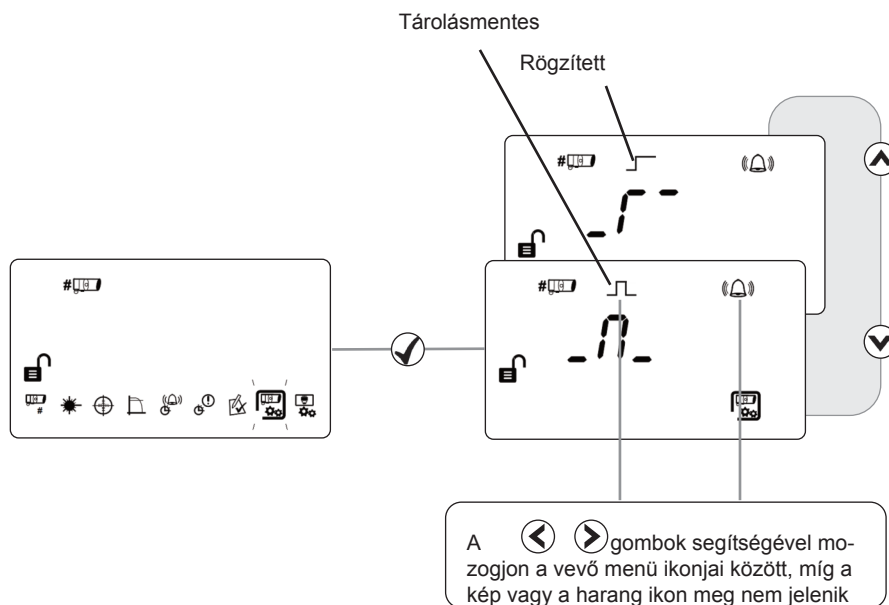 Tárolásmentes
Rögzített
#
#
#
#
A gombok segítségével mo-
zogjon a vevő menü ikonjai között, míg a
kép vagy a harang ikon meg nem jelenik